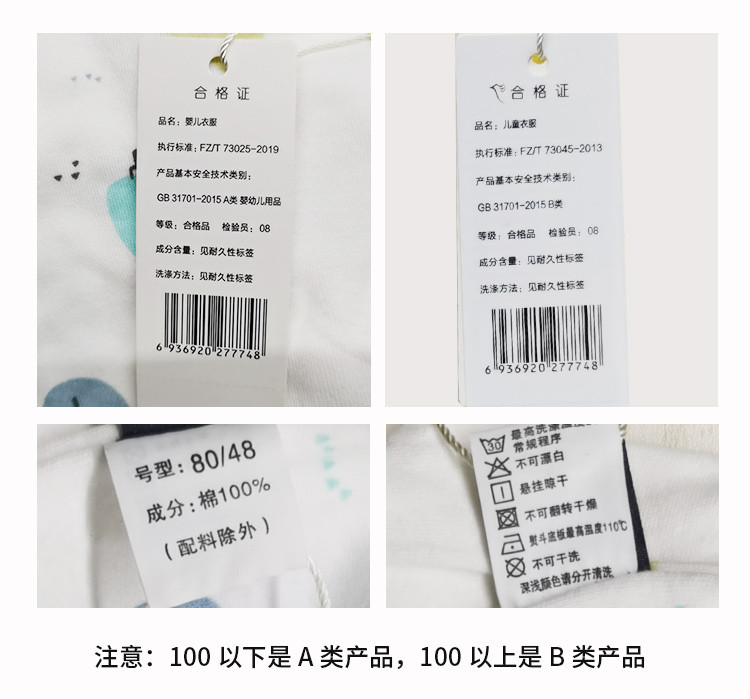 合格证
品名：婴儿衣服
执行标准：FZ/T 73025-2019
产品基本安全技术类别：
GB 31701-2015 A类 婴幼儿用品
等级：合格品 检验员：08
成分含量：见耐久性标签
洗涤方法：见耐久性标签
6 936920 277748
合格证
品名：儿童衣服
执行标准：FZ/T 73045-2013
产品基本安全技术类别：
GB 31701-2015 B类
等级：合格品 检验员：08
成分含量：见耐久性标签
洗涤方法：见耐久性标签
6 936920 277748
号型：80/48
成分：棉100%
（配料除外）
最高洗涤温度
30 常规程序
不可漂白
悬挂晾干
不可翻转干燥
熨斗底板最高温度110℃
不可干洗
深浅颜色请分开清洗
注意：100 以下是 A 类产品，100 以上是 B 类产品